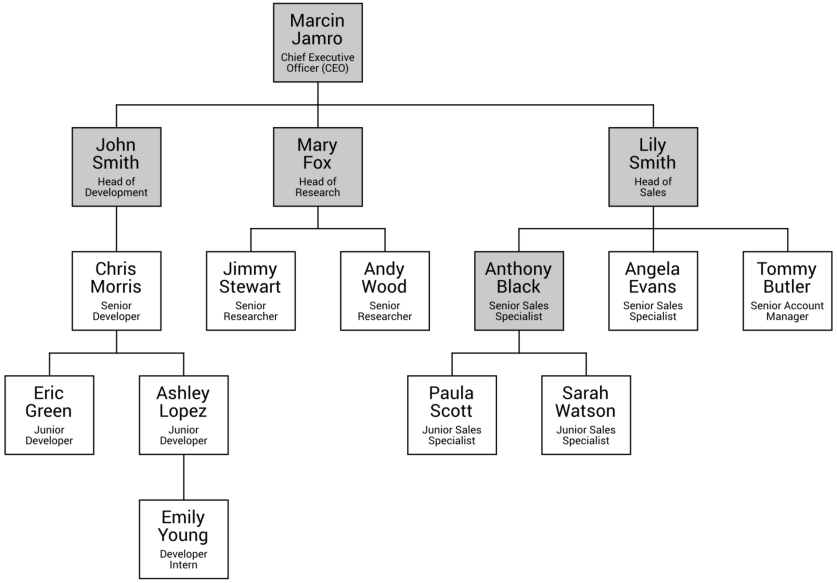 Marcin
Jamro
Chief Executive
Officer (CEO)
John
Smith
Head of
Development
Mary
Fox
Head of
Research
Lily
Smith
Head of
Sales
Chris
Morris
Senior
Developer
Jimmy
Stewart
Senior
Researcher
Andy
Wood
Senior
Researcher
Anthony
Black
Senior Sales
Specialist
Angela
Evans
Senior Sales
Specialist
Tommy
Butler
Senior Account
Manager
Eric
Green
Junior
Developer
Ashley
Lopez
Junior
Developer
Paula
Scott
Junior Sales
Specialist
Sarah
Watson
Junior Sales
Specialist
Emily
Young
Developer
Intern